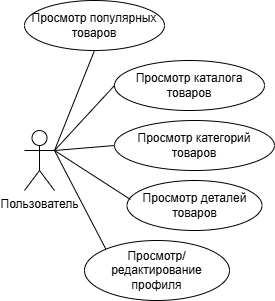 Просмотр популярных
товаров
Просмотр каталога
товаров
Просмотр категорий
товаров
Просмотр деталей
товаров
Пользователь
Просмотр/
редактирование
профиля